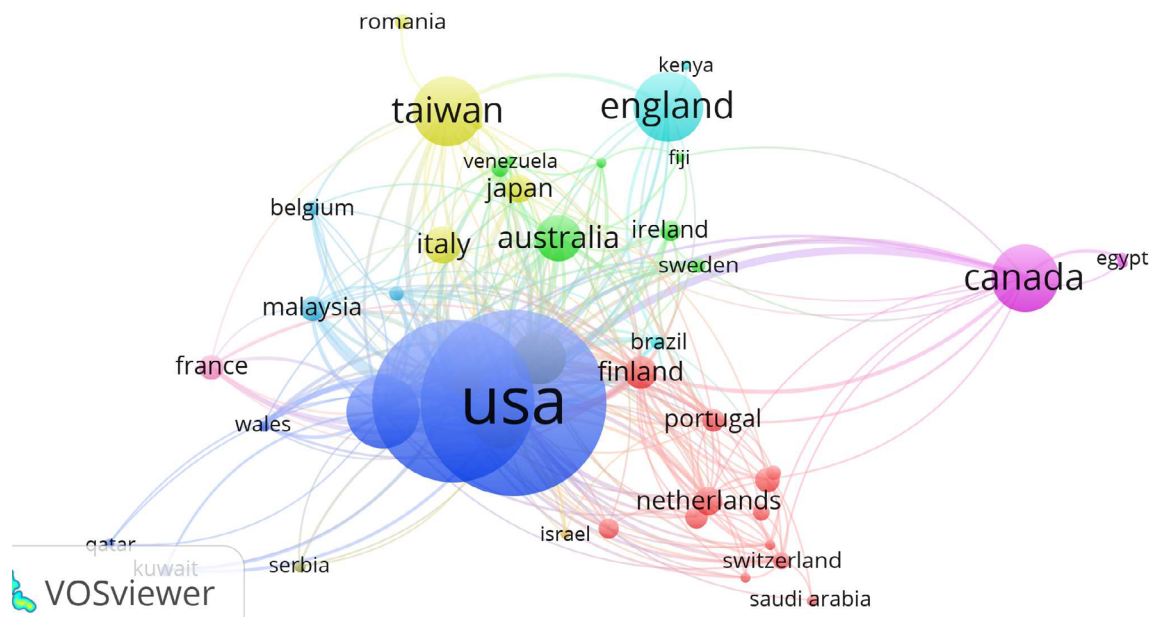 romania
kenya
taiwan
england
venezuela
fiji
japan
belgium
ireland
italy
australia
sweden
egypt
canada
malaysia
brazil
france
finland
usa
portugal
wales
netherlands
israel
qatar
switzerland
kuwait
serbia
VOSviewer
saudi arabia